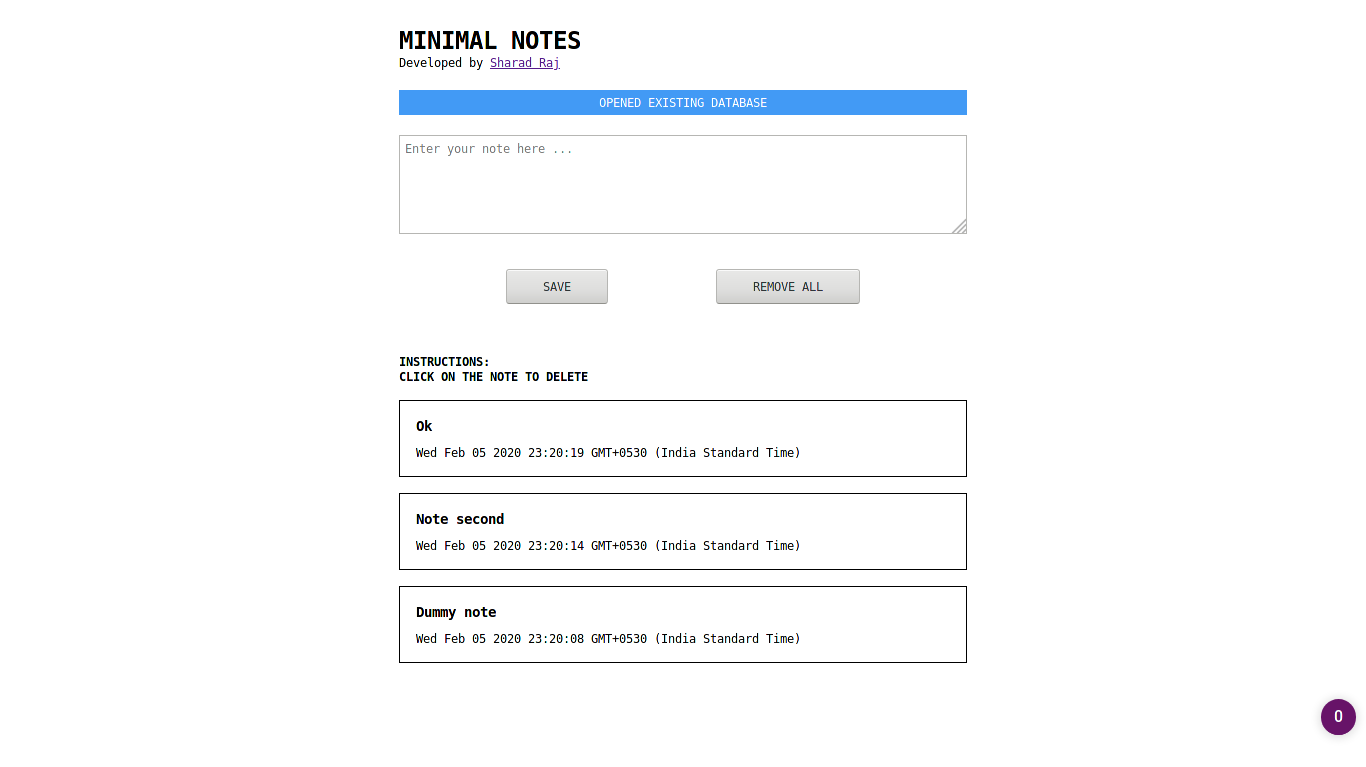 MINIMAL NOTES
Developed by Sharad Raj
OPENED EXISTING DATABASE
Enter your note here ...
SAVE
REMOVE ALL
INSTRUCTIONS:
CLICK ON THE NOTE TO DELETE
Ok
Wed Feb 05 2020 23:20:19 GMT+0530 (India Standard Time)
Note second
Wed Feb 05 2020 23:20:14 GMT+0530 (India Standard Time)
Dummy note
Wed Feb 05 2020 23:20:08 GMT+0530 (India Standard Time)
0